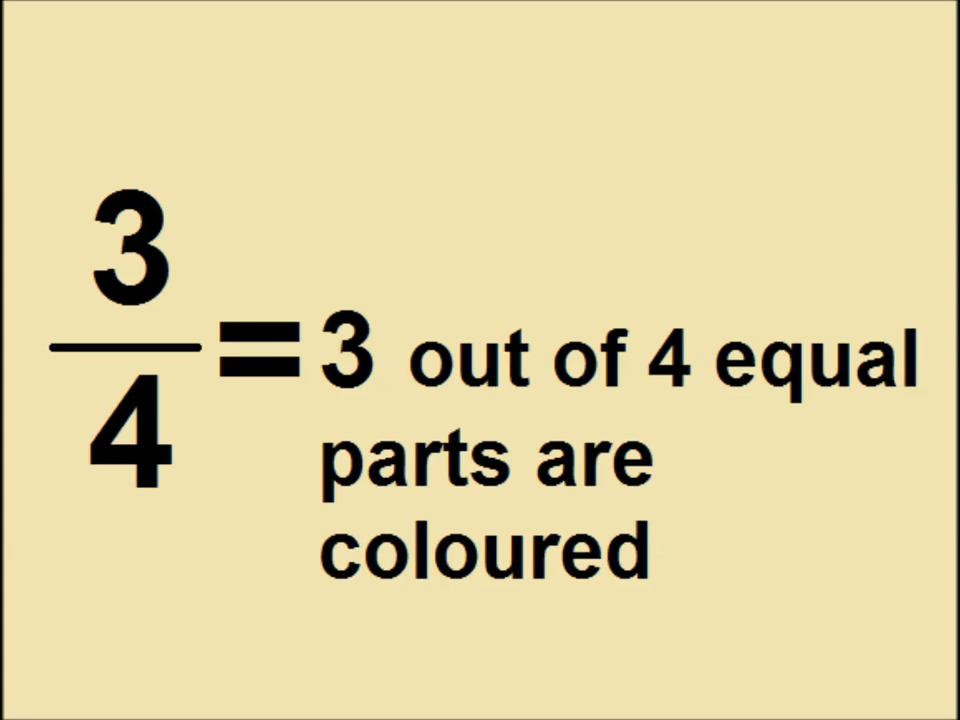 3
4
= 3 out of 4 equal
parts are
coloured